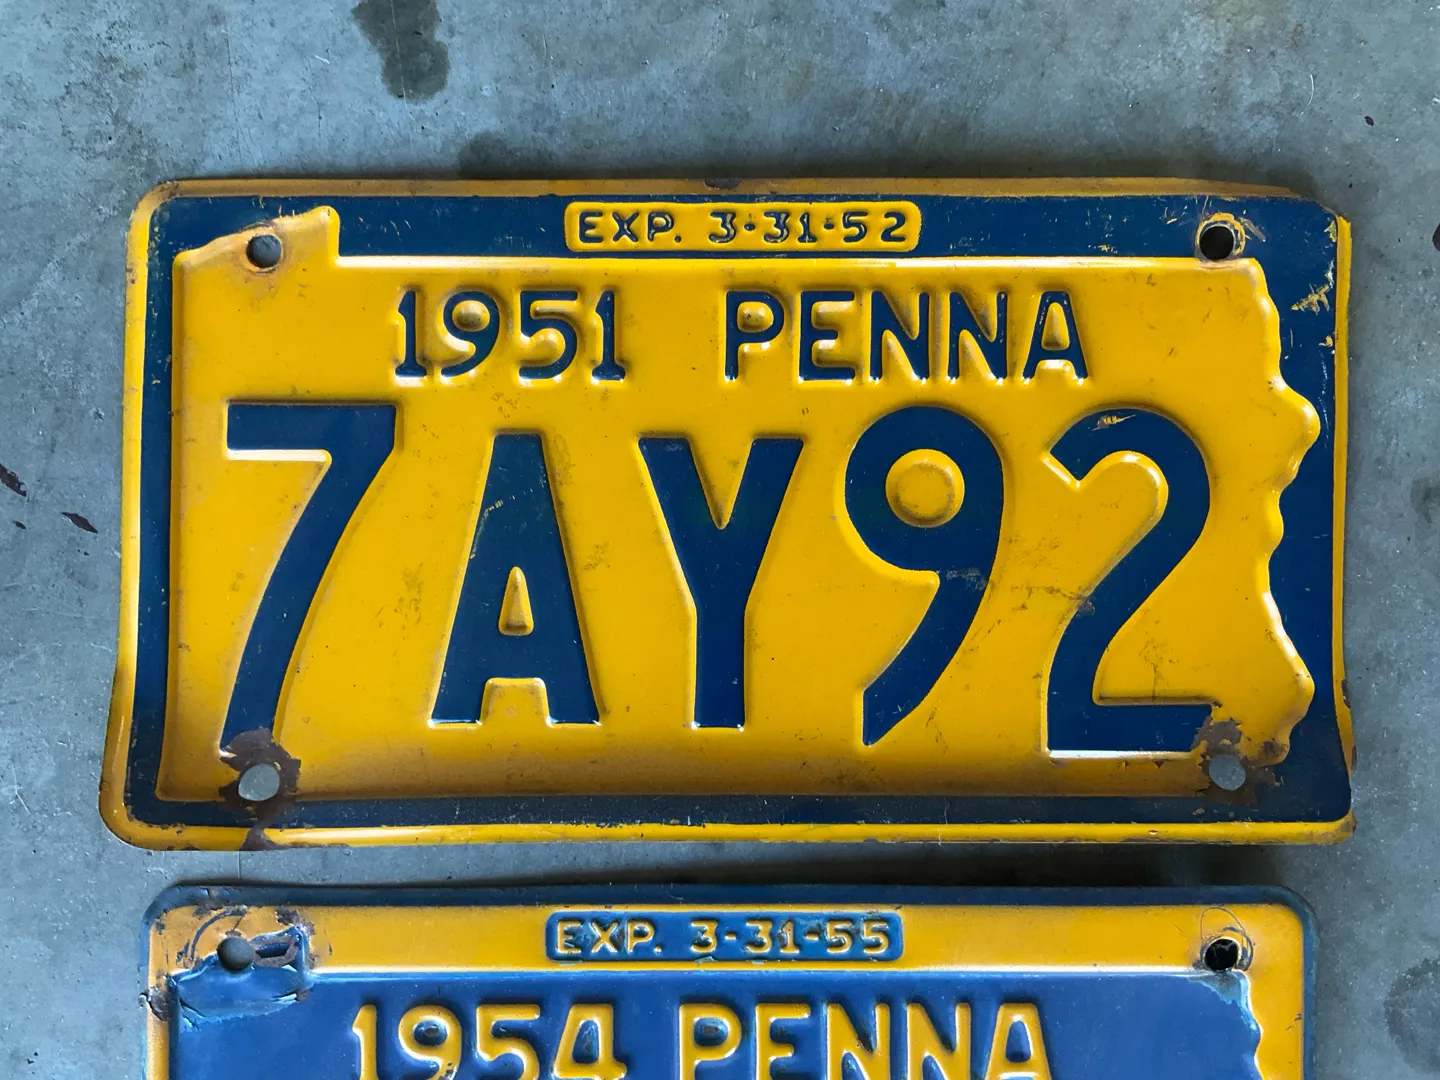 EXP. 3-31-52
1951 PENNA
7AY92
EXP. 3-31-55
1954 PENNA